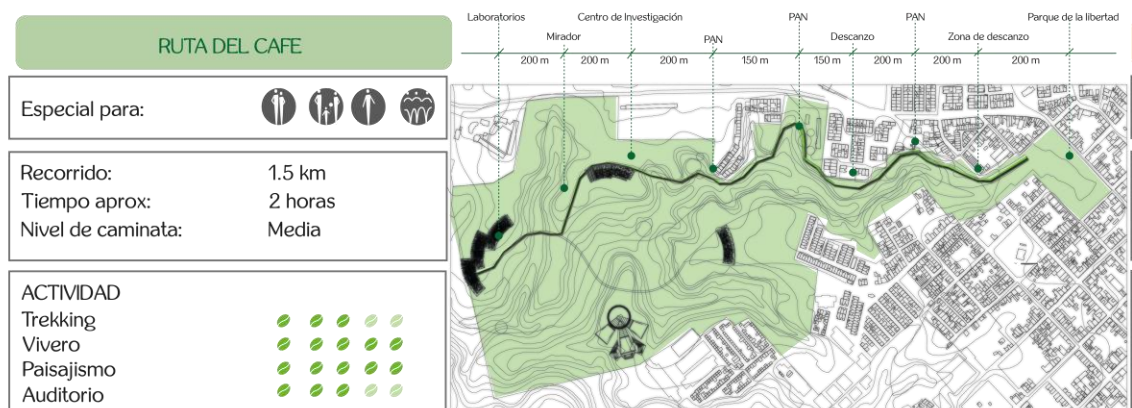 RUTA DEL CAFE
Especial para:
Recorrido: 1.5 km
Tiempo aprox: 2 horas
Nivel de caminata: Media
ACTIVIDAD
Trekking
Vivero
Paisajismo
Auditorio
Laboratorios
Centro de Investigación
PAN
PAN
Parque de la libertad
Mirador
PAN
Descanzo
Zona de descanzo
200 m
200 m
200 m
150 m
150 m
200 m
200 m
200 m